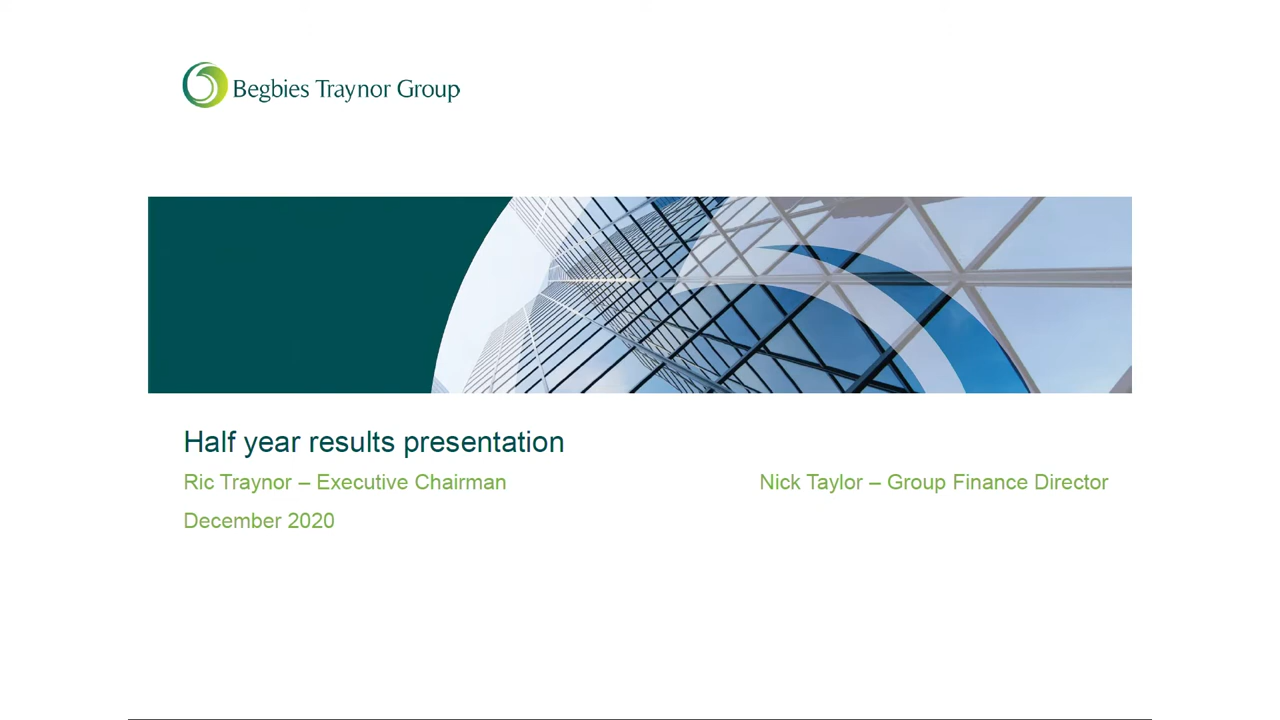 Begbies Traynor Group
Half year results presentation
Ric Traynor – Executive Chairman
Nick Taylor – Group Finance Director
December 2020